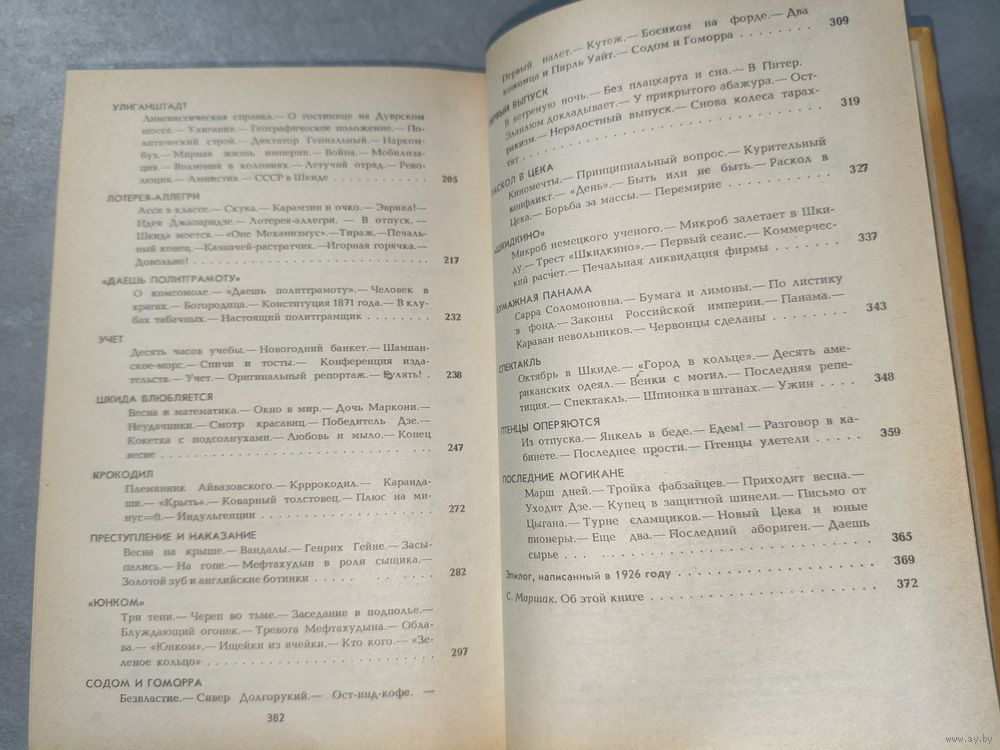 УЛИГАНШТАДТ
Лингвистическая справка.— О гостинице на Дуврском
шоссе.— Улигания.— Географическое положение.— По-
литический строй.— Диктатор Гениальный.— Нарком-
буз.— Мирная жизнь империи.— Война.— Мобилиза-
ция.— Волнения в колониях.— Летучий отряд.— Рево-
люция.— Амнистия.— СССР в Шкиде . . . . . . . . . . . . 205
ЛОТЕРЕЯ-АЛЛЕГРИ
Асси в классе.— Скука.— Карамзин и очко.— Эврика!—
Идея Джапаридзе.— Лотерея-аллегри. — В отпуск. —
Шкида моется.— «Оне Механизмус».— Тираж.— Печаль-
ный конец.— Казначей-растратчик.— Игорная горячка.—
Довольно! . . . . . . . . . . . . . . . . . . . . . . . . . 217
«ДАЕШЬ ПОЛИТГРАМОТУ»
О комсомоле.— «Даешь политграмоту».— Человек в
крагах.— Богородица.— Конституция 1871 года.— В клу-
бах табачных.— Настоящий политграмщик . . . . . . . . 232
УЧЕТ
Десять часов учебы.— Новогодний банкет.— Шампан-
ское-морс.— Спичи и тосты. — Конференция изда-
тельств.— Учет.— Оригинальный репортаж.— Гулять! . 238
ШКИДА ВЛЮБЛЯЕТСЯ
Весна и математика.— Окно в мир.— Дочь Маркони.—
Неудачники.— Смотр красавиц.— Победитель Дзе.—
Кокетка с подсолнухами.— Любовь и мыло.— Конец
весне . . . . . . . . . . . . . . . . . . . . . . . . . . . . 247
КРОКОДИЛ
Племянник Айвазовского.— Крррокодил.— Каранда-
ши.— «Крыть».— Коварный толстовец.— Плюс на ми-
нус=0.— Индульгенции . . . . . . . . . . . . . . . . . . . 272
ПРЕСТУПЛЕНИЕ И НАКАЗАНИЕ
Весна на крыше.— Вандалы.— Генрих Гейне.— Засы-
пались.— На гопе.— Мефтахудын в роли сыщика.—
Золотой зуб и английские ботинки . . . . . . . . . . . . 282
«ЮНКОМ»
Три тени.— Череп во тьме.— Заседание в подполье.—
Блуждающий огонек.— Тревога Мефтахудына.— Обла-
ва.— «Юнком».— Ищейки из ячейки.— Кто кого.— «Зе-
леное кольцо» . . . . . . . . . . . . . . . . . . . . . . . 297
СОДОМ И ГОМОРРА
Безвластие.— Сивер Долгорукий.— Ост-инд-кофе. —
382
Первый налет.— Кутеж.— Босиком на форде.— Два
юнкомца и Пирль Уайт.— Содом и Гоморра . . . . . . . . 309
ПЕРВЫЙ ВЫПУСК
В ветреную ночь.— Без плацкарта и сна.— В Питер.
Эланлюм докладывает.— У прикрытого абажура.— Ост-
ракизм.— Нерадостный выпуск.— Снова колеса тарах-
тят . . . . . . . . . . . . . . . . . . . . . . . . . . . . . 319
РАСКОЛ В ЦЕКА
Киномечты.— Принципиальный вопрос.— Курительный
конфликт.— «День».— Быть или не быть.— Раскол в
Цека.— Борьба за массы.— Перемирие . . . . . . . . . . 327
«ШКИДКИНО»
Микроб немецкого ученого.— Микроб залетает в Шки-
ду.— Трест «Шкидкино».— Первый сеанс.— Коммерчес-
кий расчет.— Печальная ликвидация фирмы . . . . . . . 337
БУМАЖНАЯ ПАНАМА
Сарра Соломоновна.— Бумага и лимоны.— По листику
в фонд.— Законы Российской империи.— Панама.—
Караван невольников.— Червонцы сделаны . . . . . . . . 343
СПЕКТАКЛЬ
Октябрь в Шкиде.— «Город в кольце».— Десять аме-
риканских одеял.— Венки с могил.— Последняя репе-
тиция.— Спектакль.— Шпионка в штанах.— Ужин . . . . 348
ПТЕНЦЫ ОПЕРЯЮТСЯ
Из отпуска.— Янкель в беде.— Едем! — Разговор в ка-
бинете.— Последнее прости.— Птенцы улетели . . . . . 359
ПОСЛЕДНИЕ МОГИКАНЕ
Марш дней.— Тройка фабзайцев.— Приходит весна.—
Уходит Дзе.— Купец в защитной шинели.— Письмо от
Цыгана.— Турне сламщиков.— Новый Цека и юные
пионеры.— Еще два.— Последний абориген.— Даешь
сырье . . . . . . . . . . . . . . . . . . . . . . . . . . . . 365
Эпилог, написанный в 1926 году . . . . . . . . . . . . . . . 369
С. Маршак. Об этой книге . . . . . . . . . . . . . . . . . . 372
www.ay.by